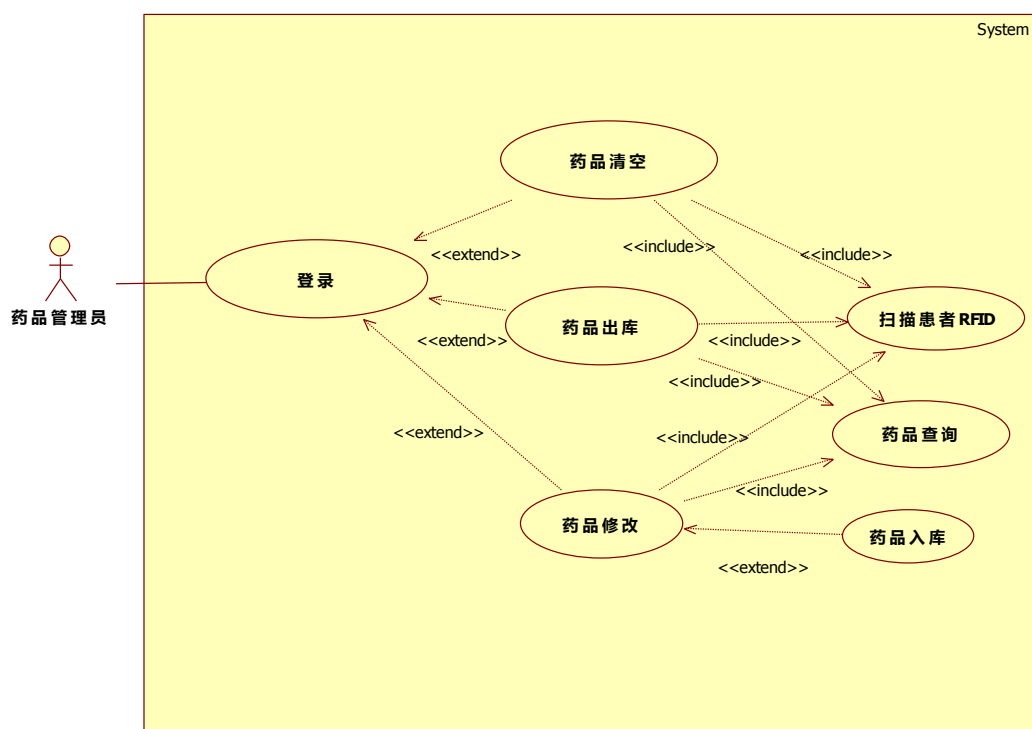 System
药品清空
<<extend>>
<<include>>
<<include>>
登录
药品管理员
药品出库
扫描患者RFID
<<extend>>
<<include>>
<<include>>
药品查询
<<extend>>
<<include>>
<<include>>
药品修改
药品入库
<<extend>>